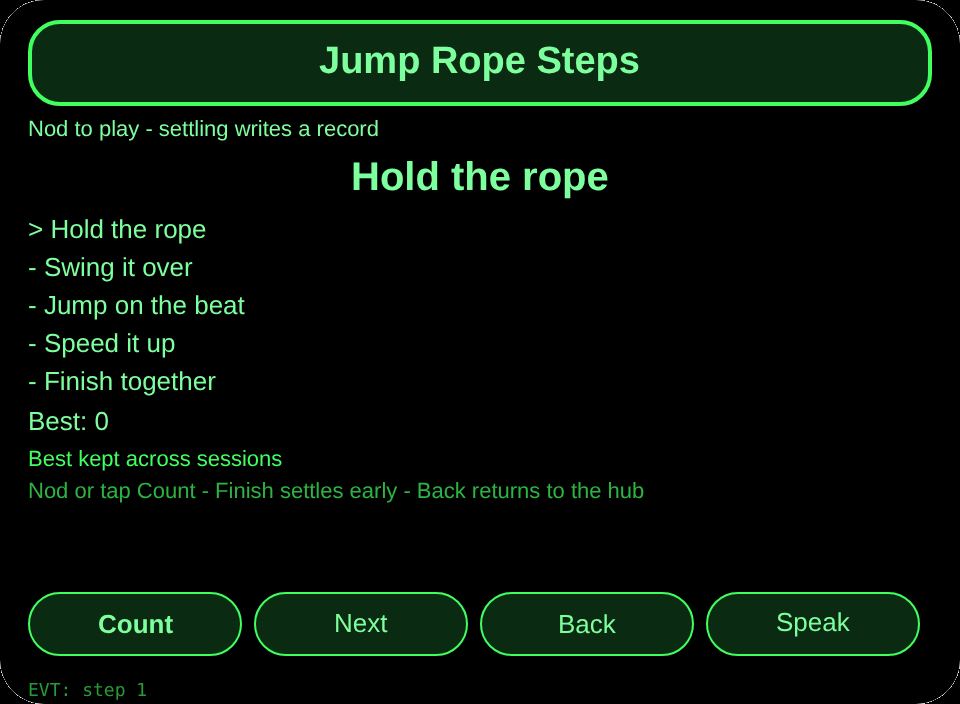 Jump Rope Steps
Nod to play - settling writes a record
Hold the rope
> Hold the rope
- Swing it over
- Jump on the beat
- Speed it up
- Finish together
Best: 0
Best kept across sessions
Nod or tap Count - Finish settles early - Back returns to the hub
Count Next Back Speak
EVT: step 1